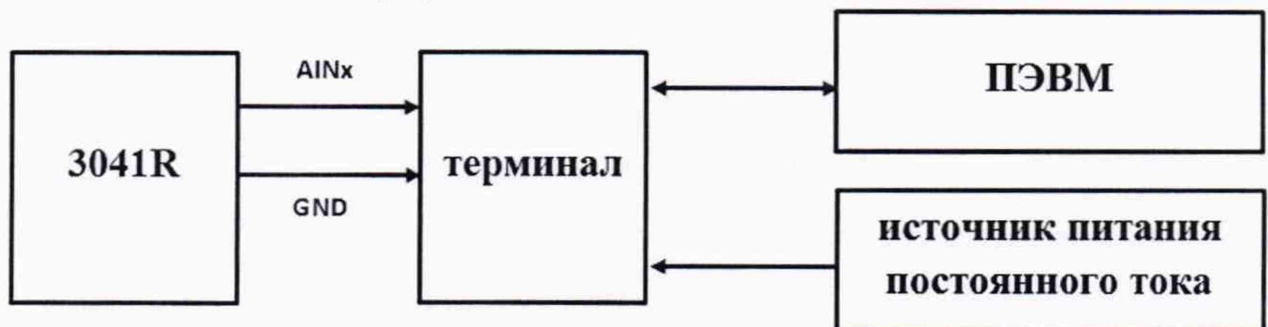 3041R
AINx
GND
терминал
ПЭВМ
источник питания
постоянного тока